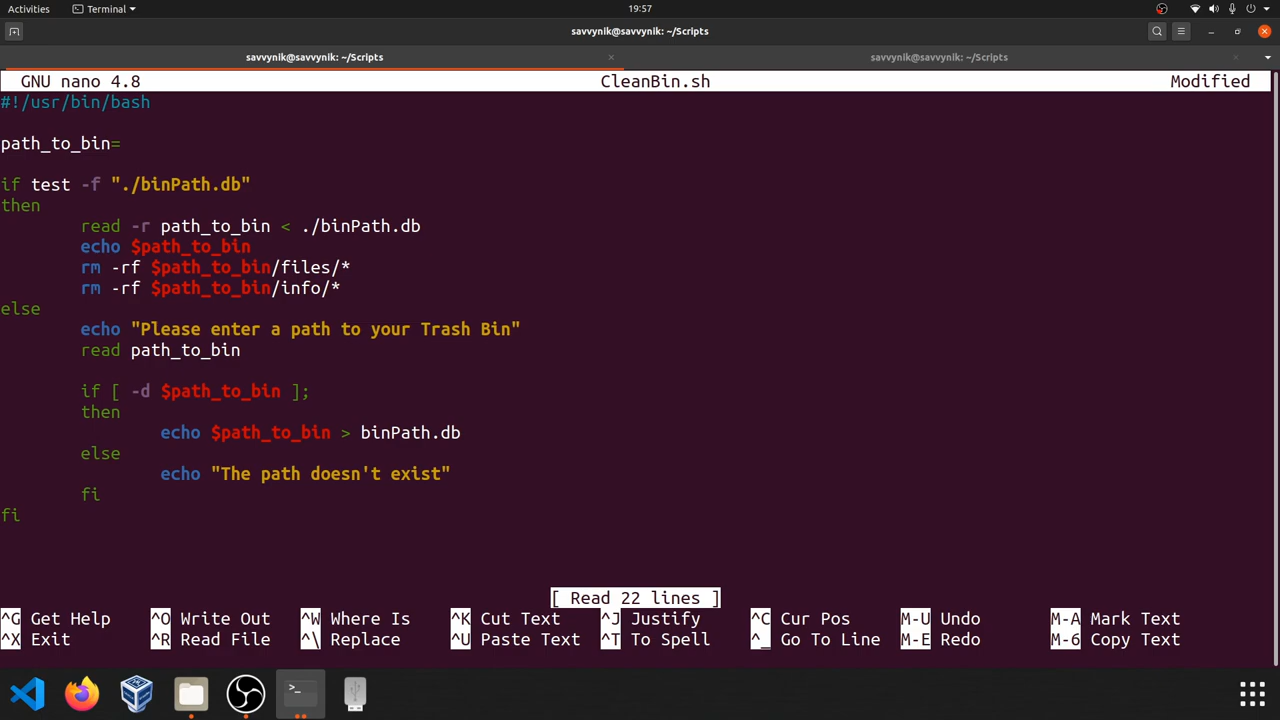 Activities Terminal 19:57
savvynik@savvynik: ~/Scripts
savvynik@savvynik: ~/Scripts savvynik@savvynik: ~/Scripts
GNU nano 4.8 CleanBin.sh Modified
#!/usr/bin/bash
path_to_bin=
if test -f "./binPath.db"
then
read -r path_to_bin < ./binPath.db
echo $path_to_bin
rm -rf $path_to_bin/files/*
rm -rf $path_to_bin/info/*
else
echo "Please enter a path to your Trash Bin"
read path_to_bin
if [ -d $path_to_bin ];
then
echo $path_to_bin > binPath.db
else
echo "The path doesn't exist"
fi
fi
[ Read 22 lines ]
^G Get Help ^O Write Out ^W Where Is ^K Cut Text ^J Justify ^C Cur Pos M-U Undo M-A Mark Text
^X Exit ^R Read File ^\ Replace ^U Paste Text ^T To Spell ^_ Go To Line M-E Redo M-6 Copy Text